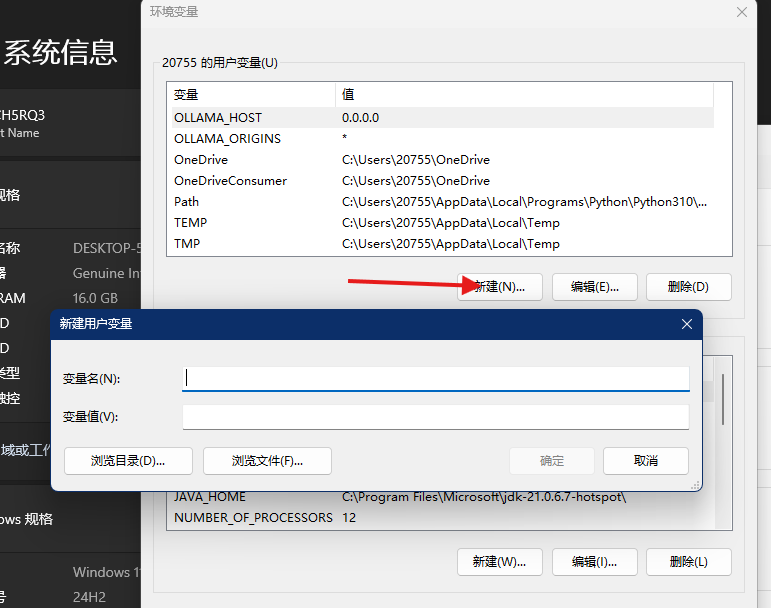 环境变量
系统信息
20755 的用户变量(U)
变量 值
OLLAMA_HOST 0.0.0.0
OLLAMA_ORIGINS *
OneDrive C:\Users\20755\OneDrive
OneDriveConsumer C:\Users\20755\OneDrive
Path C:\Users\20755\AppData\Local\Programs\Python\Python310\...
TEMP C:\Users\20755\AppData\Local\Temp
TMP C:\Users\20755\AppData\Local\Temp
新建(N)... 编辑(E)... 删除(D)
CH5RQ3
t Name
规格
名称 DESKTOP-5
器 Genuine In
RAM 16.0 GB
D
D
类型
触控
域或工作
ows 规格
Windows 11
号 24H2
新建用户变量
变量名(N):
变量值(V):
浏览目录(D)... 浏览文件(F)... 确定 取消
JAVA_HOME C:\Program Files\Microsoft\jdk-21.0.6.7-hotspot\
NUMBER_OF_PROCESSORS 12
新建(W)... 编辑(I)... 删除(L)